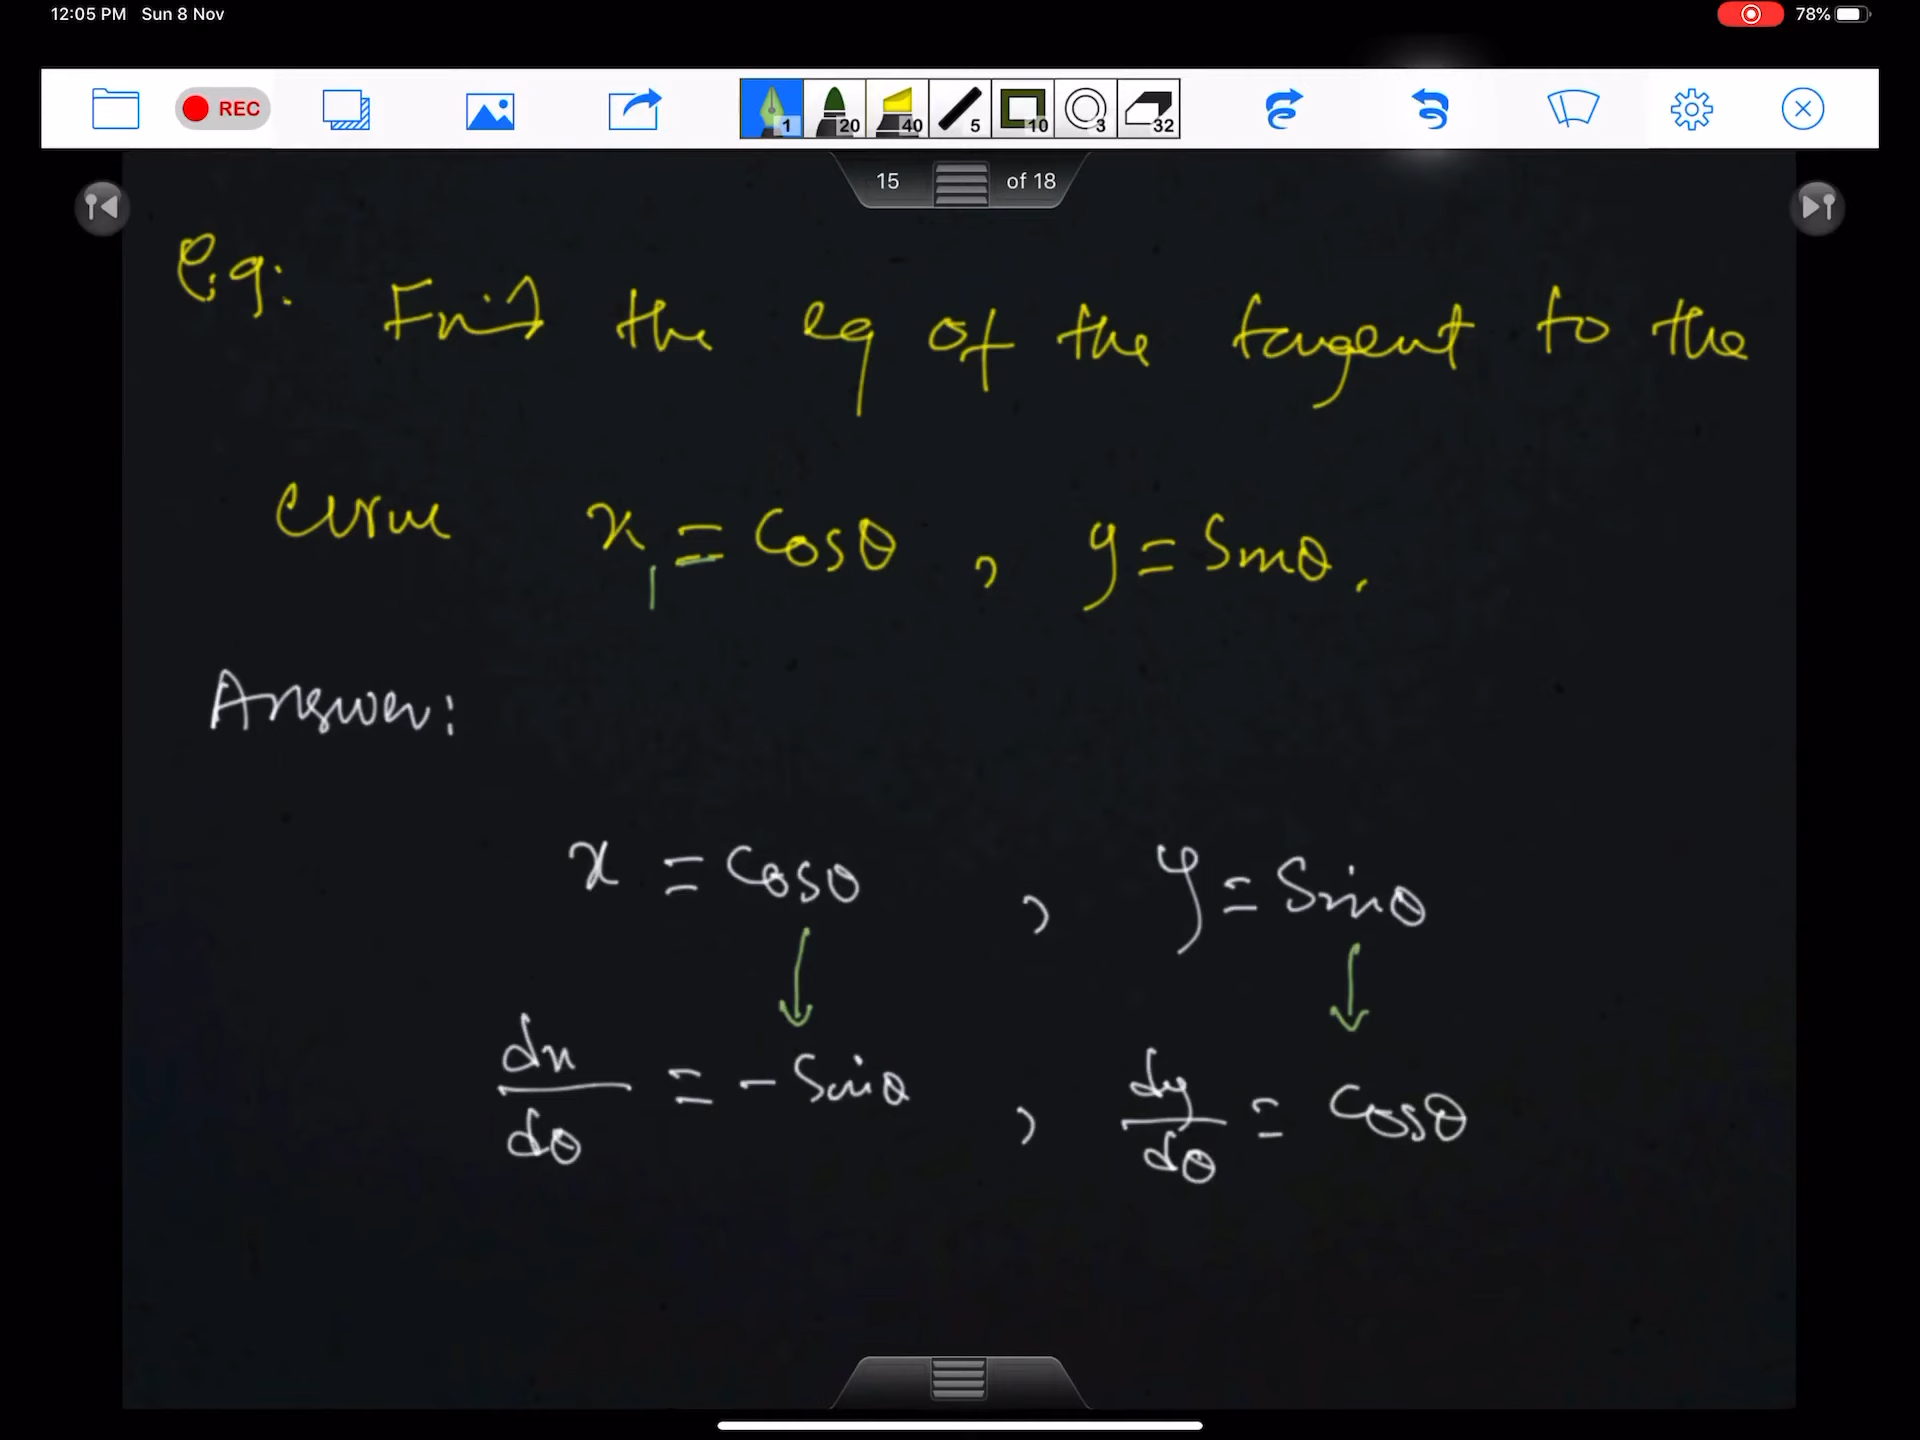 12:05 PM Sun 8 Nov 78%
REC 1 20 40 5 10 3 32
15 of 18
e.g: Find the eq of the tangent to the
curve x = Cosθ , y = Sinθ.
Answer:
x = Cosθ , y = Sinθ
dx/dθ = - Sinθ , dy/dθ = Cosθ